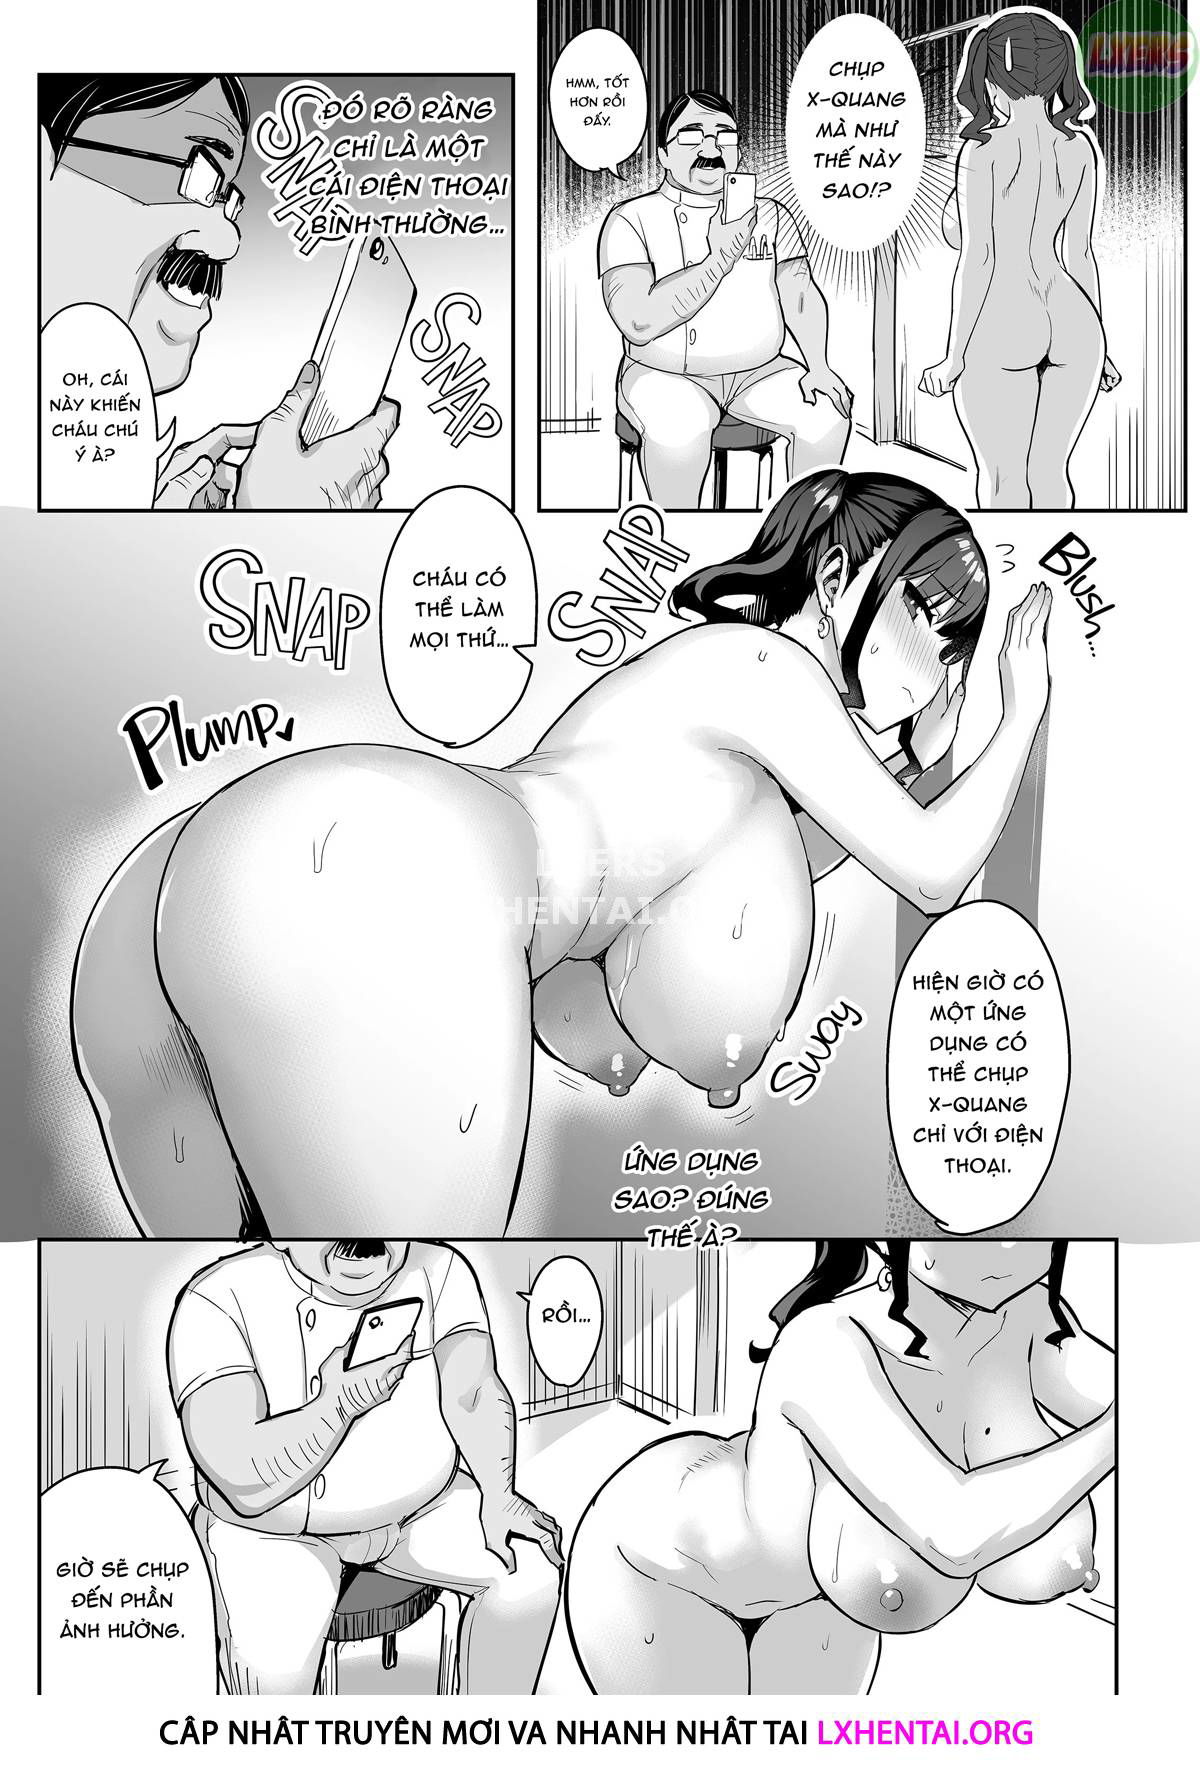 LXERS
CHỤP
X-QUANG
MÀ NHƯ
THẾ NÀY
SAO!?
HMM, TỐT
HƠN RỒI
ĐẤY.
ĐÓ RÕ RÀNG
CHỈ LÀ MỘT
CÁI ĐIỆN THOẠI
BÌNH THƯỜNG...
SNAP
SNAP
SNAP
OH, CÁI
NÀY KHIẾN
CHÁU CHÚ
Ý À?
Blush...
SNAP
CHÁU CÓ
THỂ LÀM
MỌI THỨ...
SNAP
Plump
LXERS
HENTAI.O
HIỆN GIỜ CÓ
MỘT ỨNG
DỤNG CÓ
THỂ CHỤP
X-QUANG
CHỈ VỚI ĐIỆN
THOẠI.
Sway
ỨNG DỤNG
SAO? ĐÚNG
THẾ À?
RỒI...
GIỜ SẼ CHỤP
ĐẾN PHẦN
ẢNH HƯỞNG.
CẬP NHẬT TRUYỆN MỚI VÀ NHANH NHẤT TẠI LXHENTAI.ORG